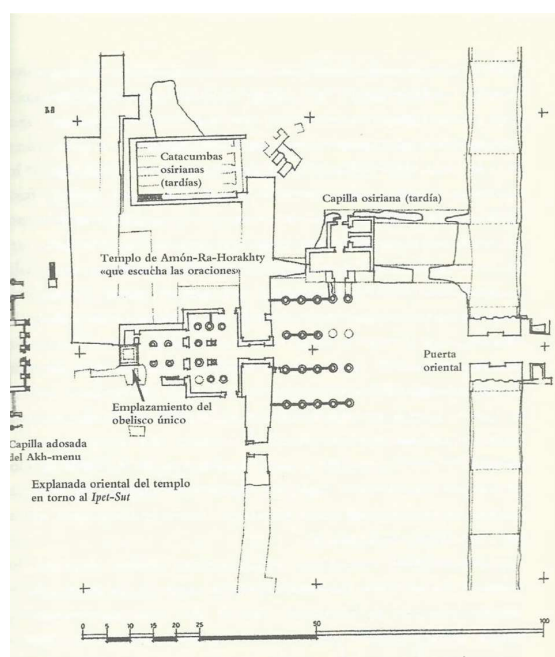 Catacumbas
osirianas
(tardías)
Capilla osiriana (tardía)
Templo de Amón-Ra-Horakhty
«que escucha las oraciones»
Puerta
oriental
Emplazamiento del
obelisco único
Capilla adosada
del Akh-menu
Explanada oriental del templo
en torno al Ipet-Sut
0 5 10 15 20 25 50 100